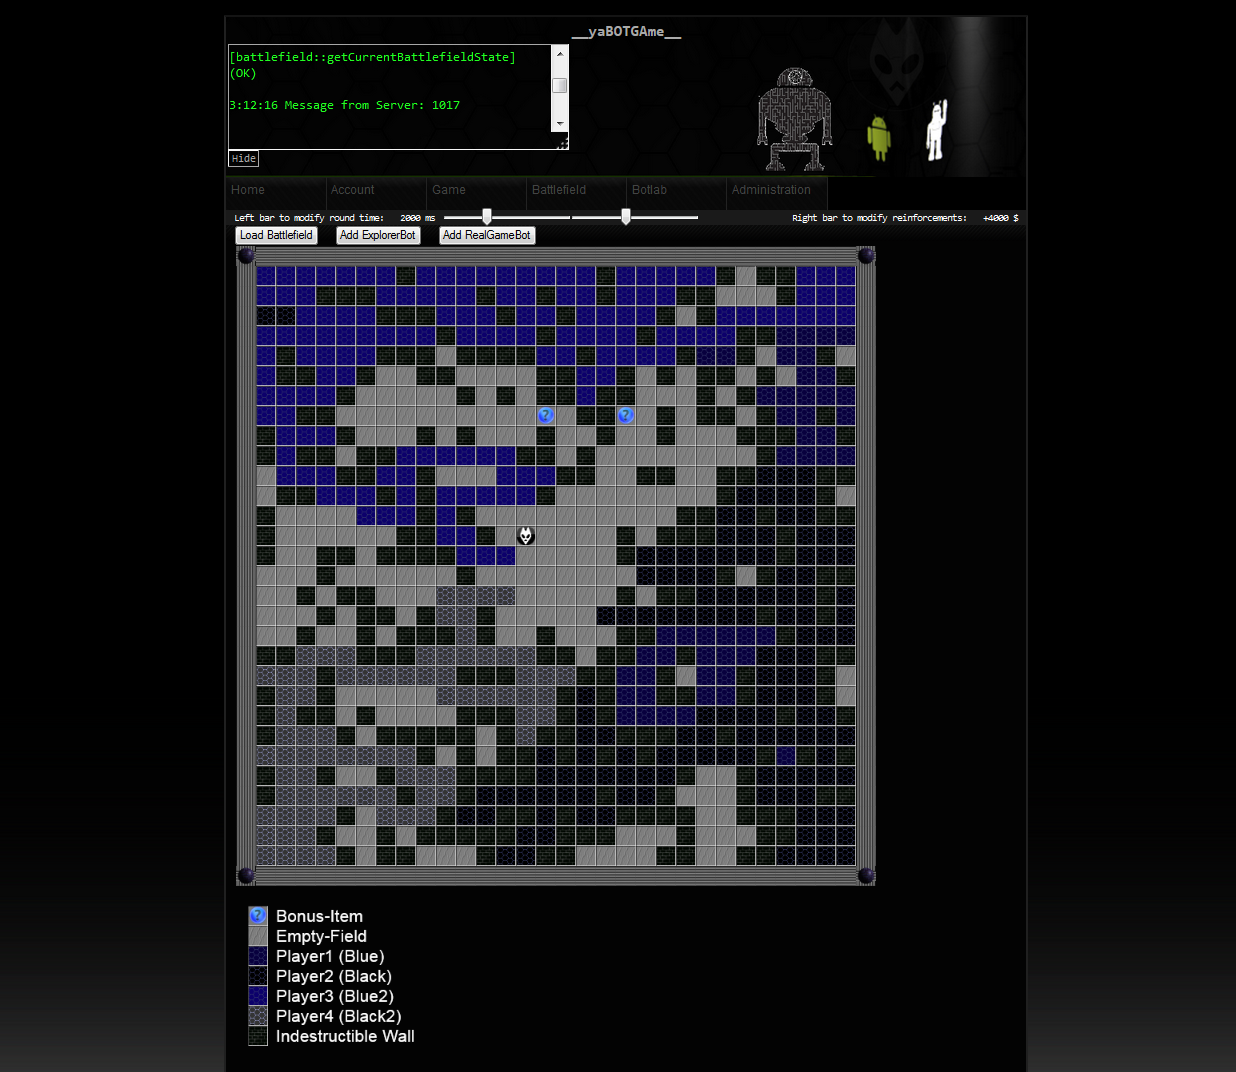 __yaBOTGAme__
[battlefield::getCurrentBattlefieldState]
(OK)
3:12:16 Message from Server: 1017
Hide
Home Account Game Battlefield Botlab Administration
Left bar to modify round time: 2000 ms Right bar to modify reinforcements: +4000 $
Load Battlefield Add ExplorerBot Add RealGameBot
Bonus-Item
Empty-Field
Player1 (Blue)
Player2 (Black)
Player3 (Blue2)
Player4 (Black2)
Indestructible Wall